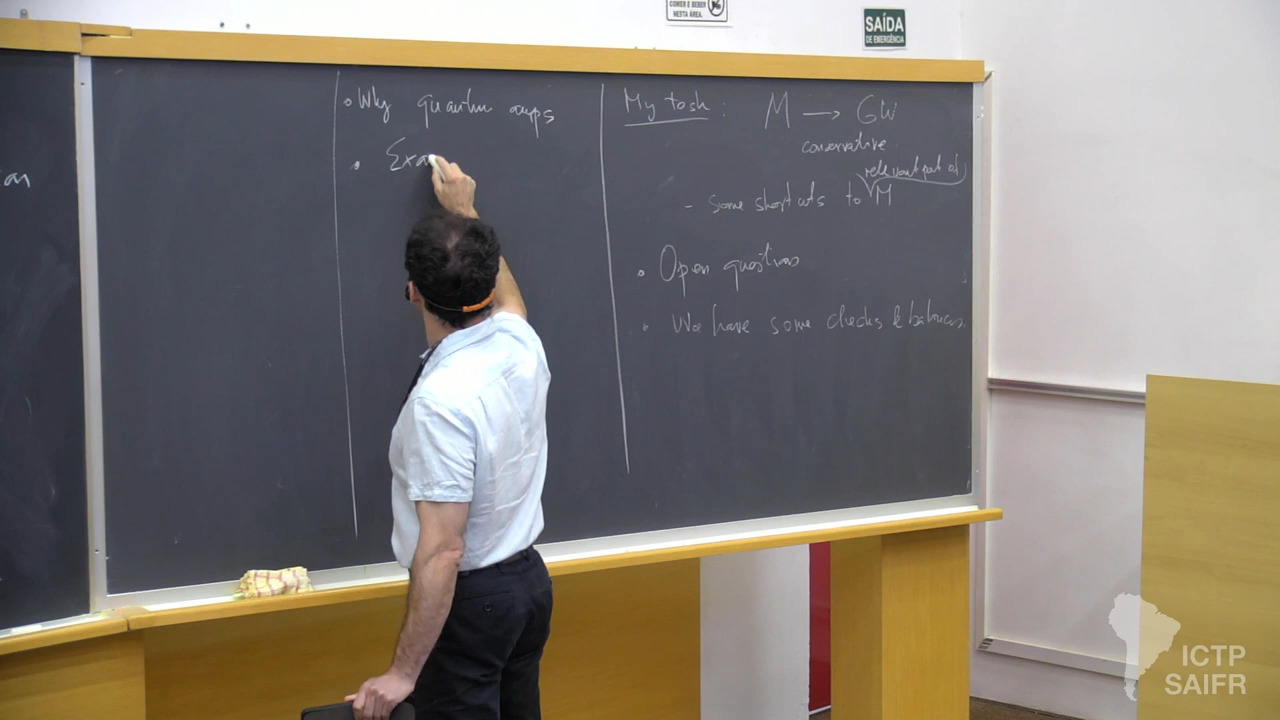 COMER E BEBER
NESTA ÁREA.
SAÍDA
DE EMERGÊNCIA
an
• Why quantum amps
• Exa
My task: M → GW
conservative
relevant part of
- some shortcuts to M
• Open questions
• We have some checks & balances.
ICTP
SAIFR